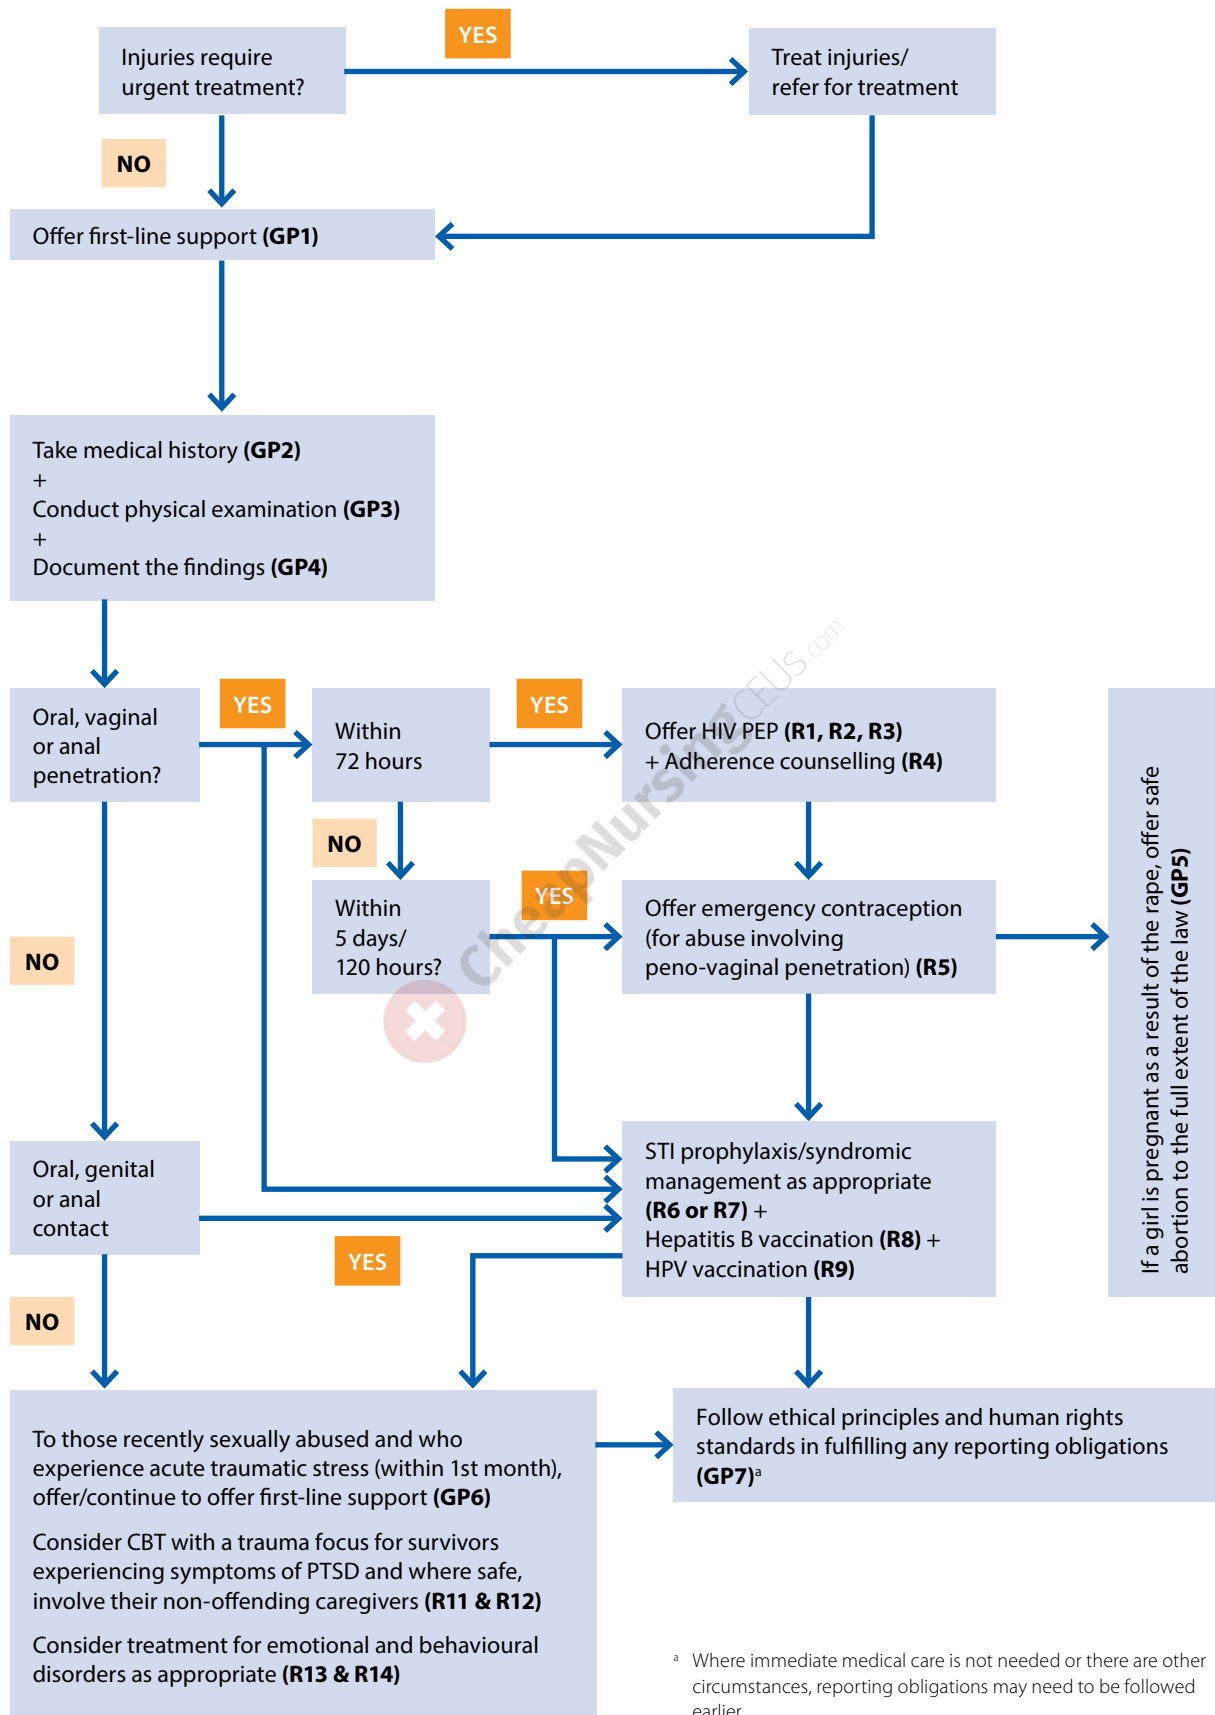 YES
Injuries require
urgent treatment?
Treat injuries/
refer for treatment
NO
Offer first-line support (GP1)
Take medical history (GP2)
+
Conduct physical examination (GP3)
+
Document the findings (GP4)
Oral, vaginal
or anal
penetration?
YES
Within
72 hours
YES
Offer HIV PEP (R1, R2, R3)
+ Adherence counselling (R4)
NO
Within
5 days/
120 hours?
YES
Offer emergency contraception
(for abuse involving
peno-vaginal penetration) (R5)
If a girl is pregnant as a result of the rape, offer safe
abortion to the full extent of the law (GP5)
NO
Oral, genital
or anal
contact
YES
STI prophylaxis/syndromic
management as appropriate
(R6 or R7) +
Hepatitis B vaccination (R8) +
HPV vaccination (R9)
NO
To those recently sexually abused and who
experience acute traumatic stress (within 1st month),
offer/continue to offer first-line support (GP6)
Consider CBT with a trauma focus for survivors
experiencing symptoms of PTSD and where safe,
involve their non-offending caregivers (R11 & R12)
Consider treatment for emotional and behavioural
disorders as appropriate (R13 & R14)
Follow ethical principles and human rights
standards in fulfilling any reporting obligations
(GP7)ᵃ
ᵃ Where immediate medical care is not needed or there are other
circumstances, reporting obligations may need to be followed
earlier
CheapNursingCEUS.com